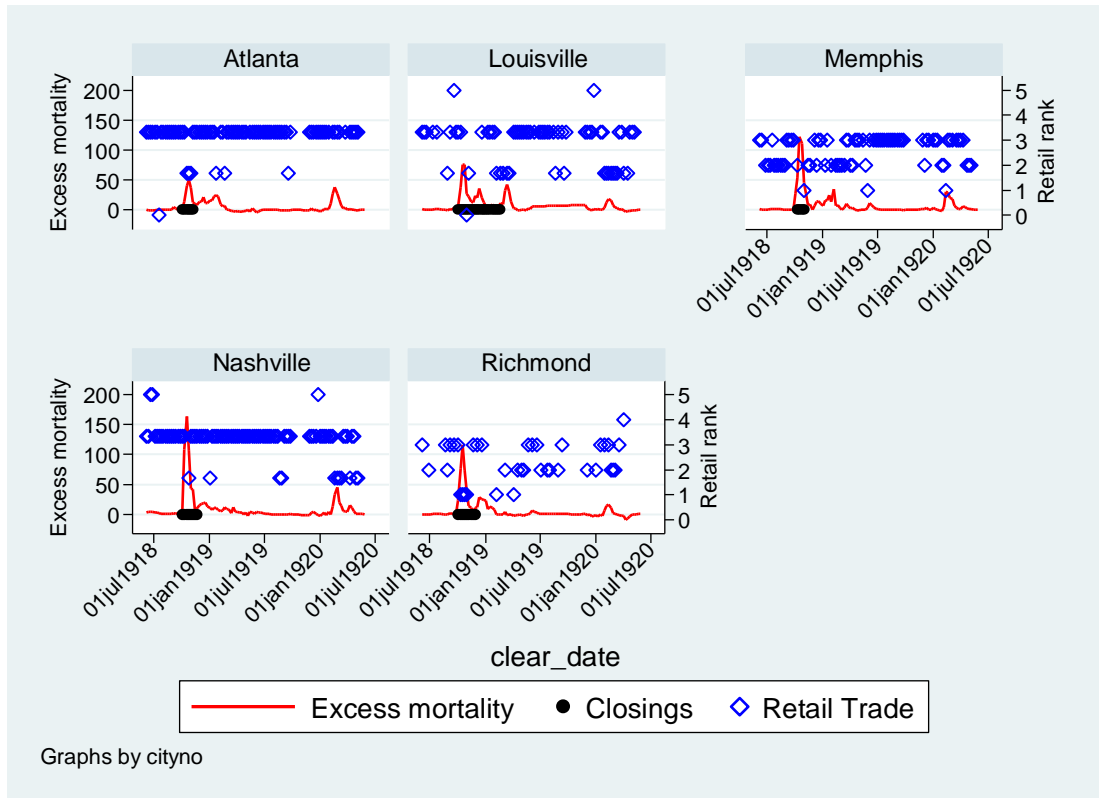 Atlanta
Louisville
Memphis
Excess mortality
200
150
100
50
0
5
4
3
2
1
0
Retail rank
01jul1918
01jan1919
01jul1919
01jan1920
01jul1920
Nashville
Richmond
Excess mortality
200
150
100
50
0
5
4
3
2
1
0
Retail rank
01jul1918
01jan1919
01jul1919
01jan1920
01jul1920
01jul1918
01jan1919
01jul1919
01jan1920
01jul1920
clear_date
Excess mortality
Closings
Retail Trade
Graphs by cityno